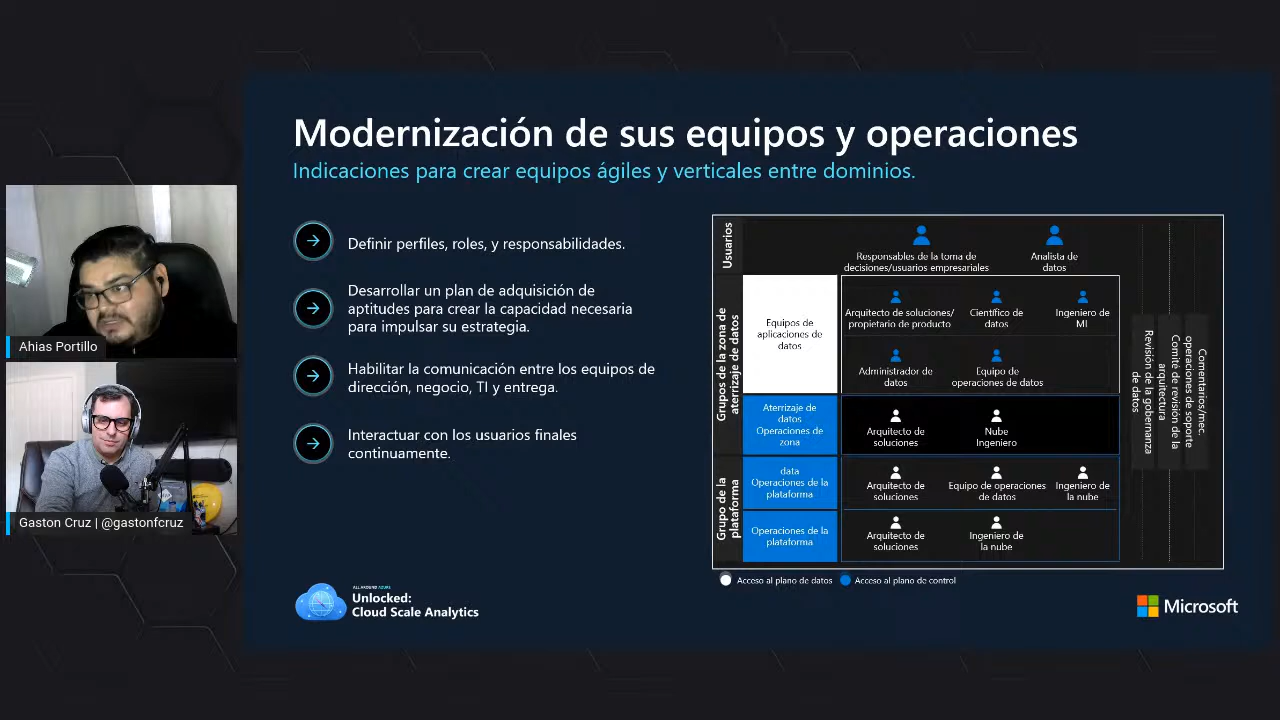 Modernización de sus equipos y operaciones
Indicaciones para crear equipos ágiles y verticales entre dominios.
Definir perfiles, roles, y responsabilidades.
Desarrollar un plan de adquisición de
aptitudes para crear la capacidad necesaria
para impulsar su estrategia.
Habilitar la comunicación entre los equipos de
dirección, negocio, TI y entrega.
Interactuar con los usuarios finales
continuamente.
Usuarios
Responsables de la toma de
decisiones/usuarios empresariales
Analista de
datos
Grupos de la zona de
aterrizaje de datos
Equipos de
aplicaciones de
datos
Arquitecto de soluciones/
propietario de producto
Científico de
datos
Ingeniero de
MI
Administrador de
datos
Equipo de
operaciones de datos
Aterrizaje de
datos
Operaciones de
zona
Arquitecto de
soluciones
Nube
Ingeniero
Grupo de la
plataforma
data
Operaciones de la
plataforma
Arquitecto de
soluciones
Equipo de operaciones
de datos
Ingeniero de
la nube
Operaciones de la
plataforma
Arquitecto de
soluciones
Ingeniero de
la nube
Revisión de la gobernanza
de datos
Comité de revisión de la
arquitectura
Comentarios/mec.
operaciones de soporte
Acceso al plano de datos
Acceso al plano de control
Ahias Portillo
Gaston Cruz | @gastonfcruz
ALL AROUND AZURE
Unlocked:
Cloud Scale Analytics
Microsoft